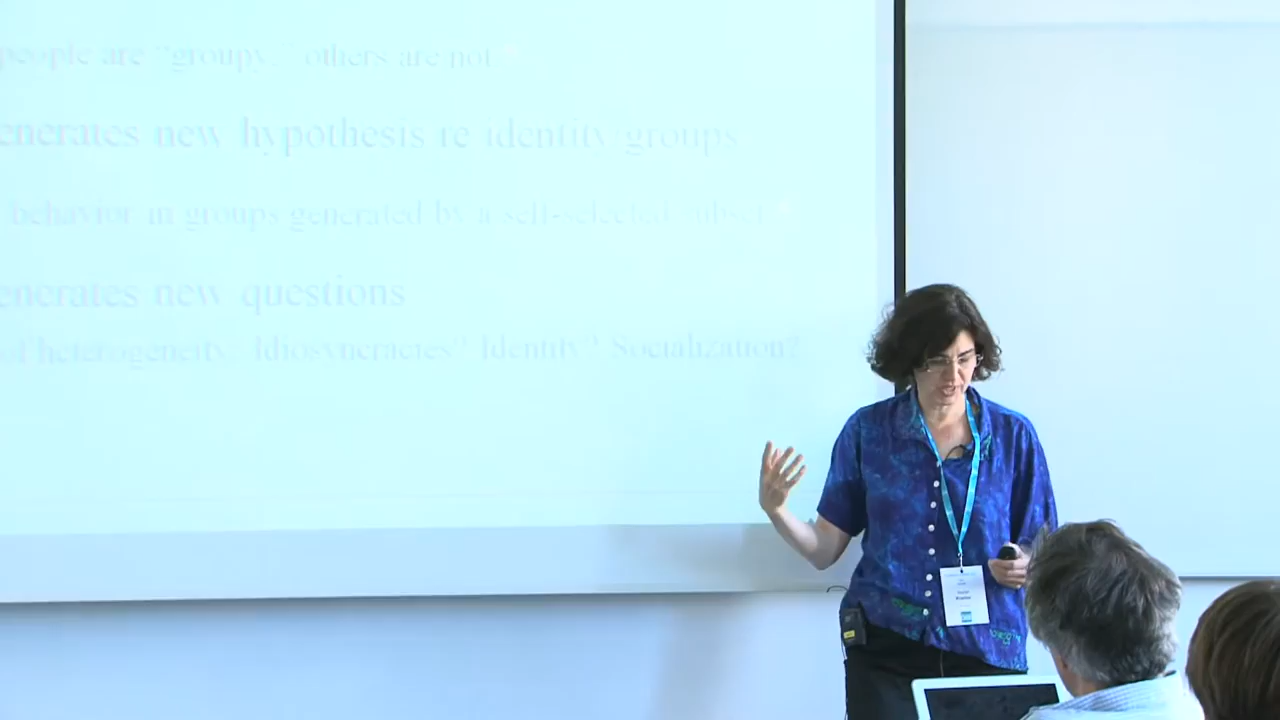 people are "groupy," others are not"
enerates new hypothesis re identity/groups
behavior in groups generated by a self-selected subset"
enerates new questions
of heterogeneity: Idiosyncracies? Identity? Socialization?